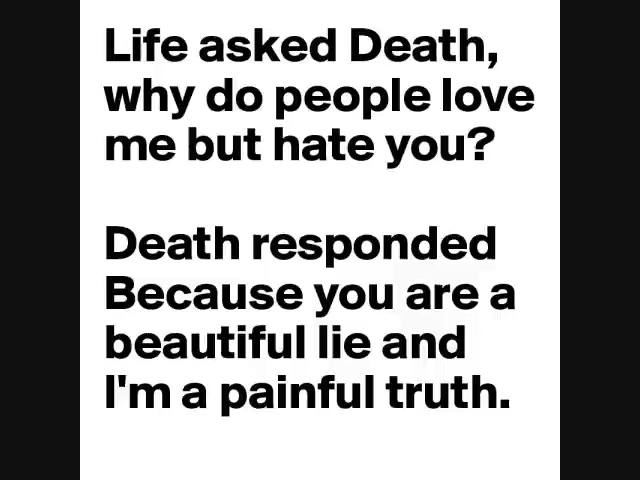 Life asked Death,
why do people love
me but hate you?
Death responded
Because you are a
beautiful lie and
I'm a painful truth.